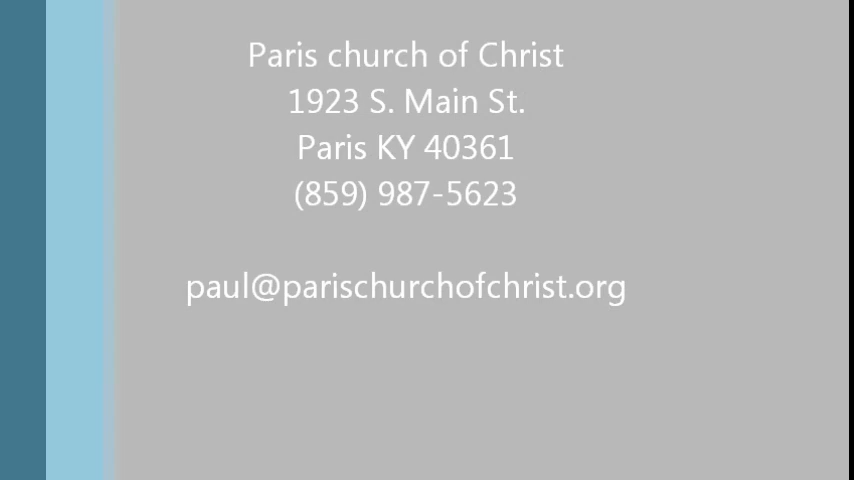 Paris church of Christ
1923 S. Main St.
Paris KY 40361
(859) 987-5623
paul@parischurchofchrist.org